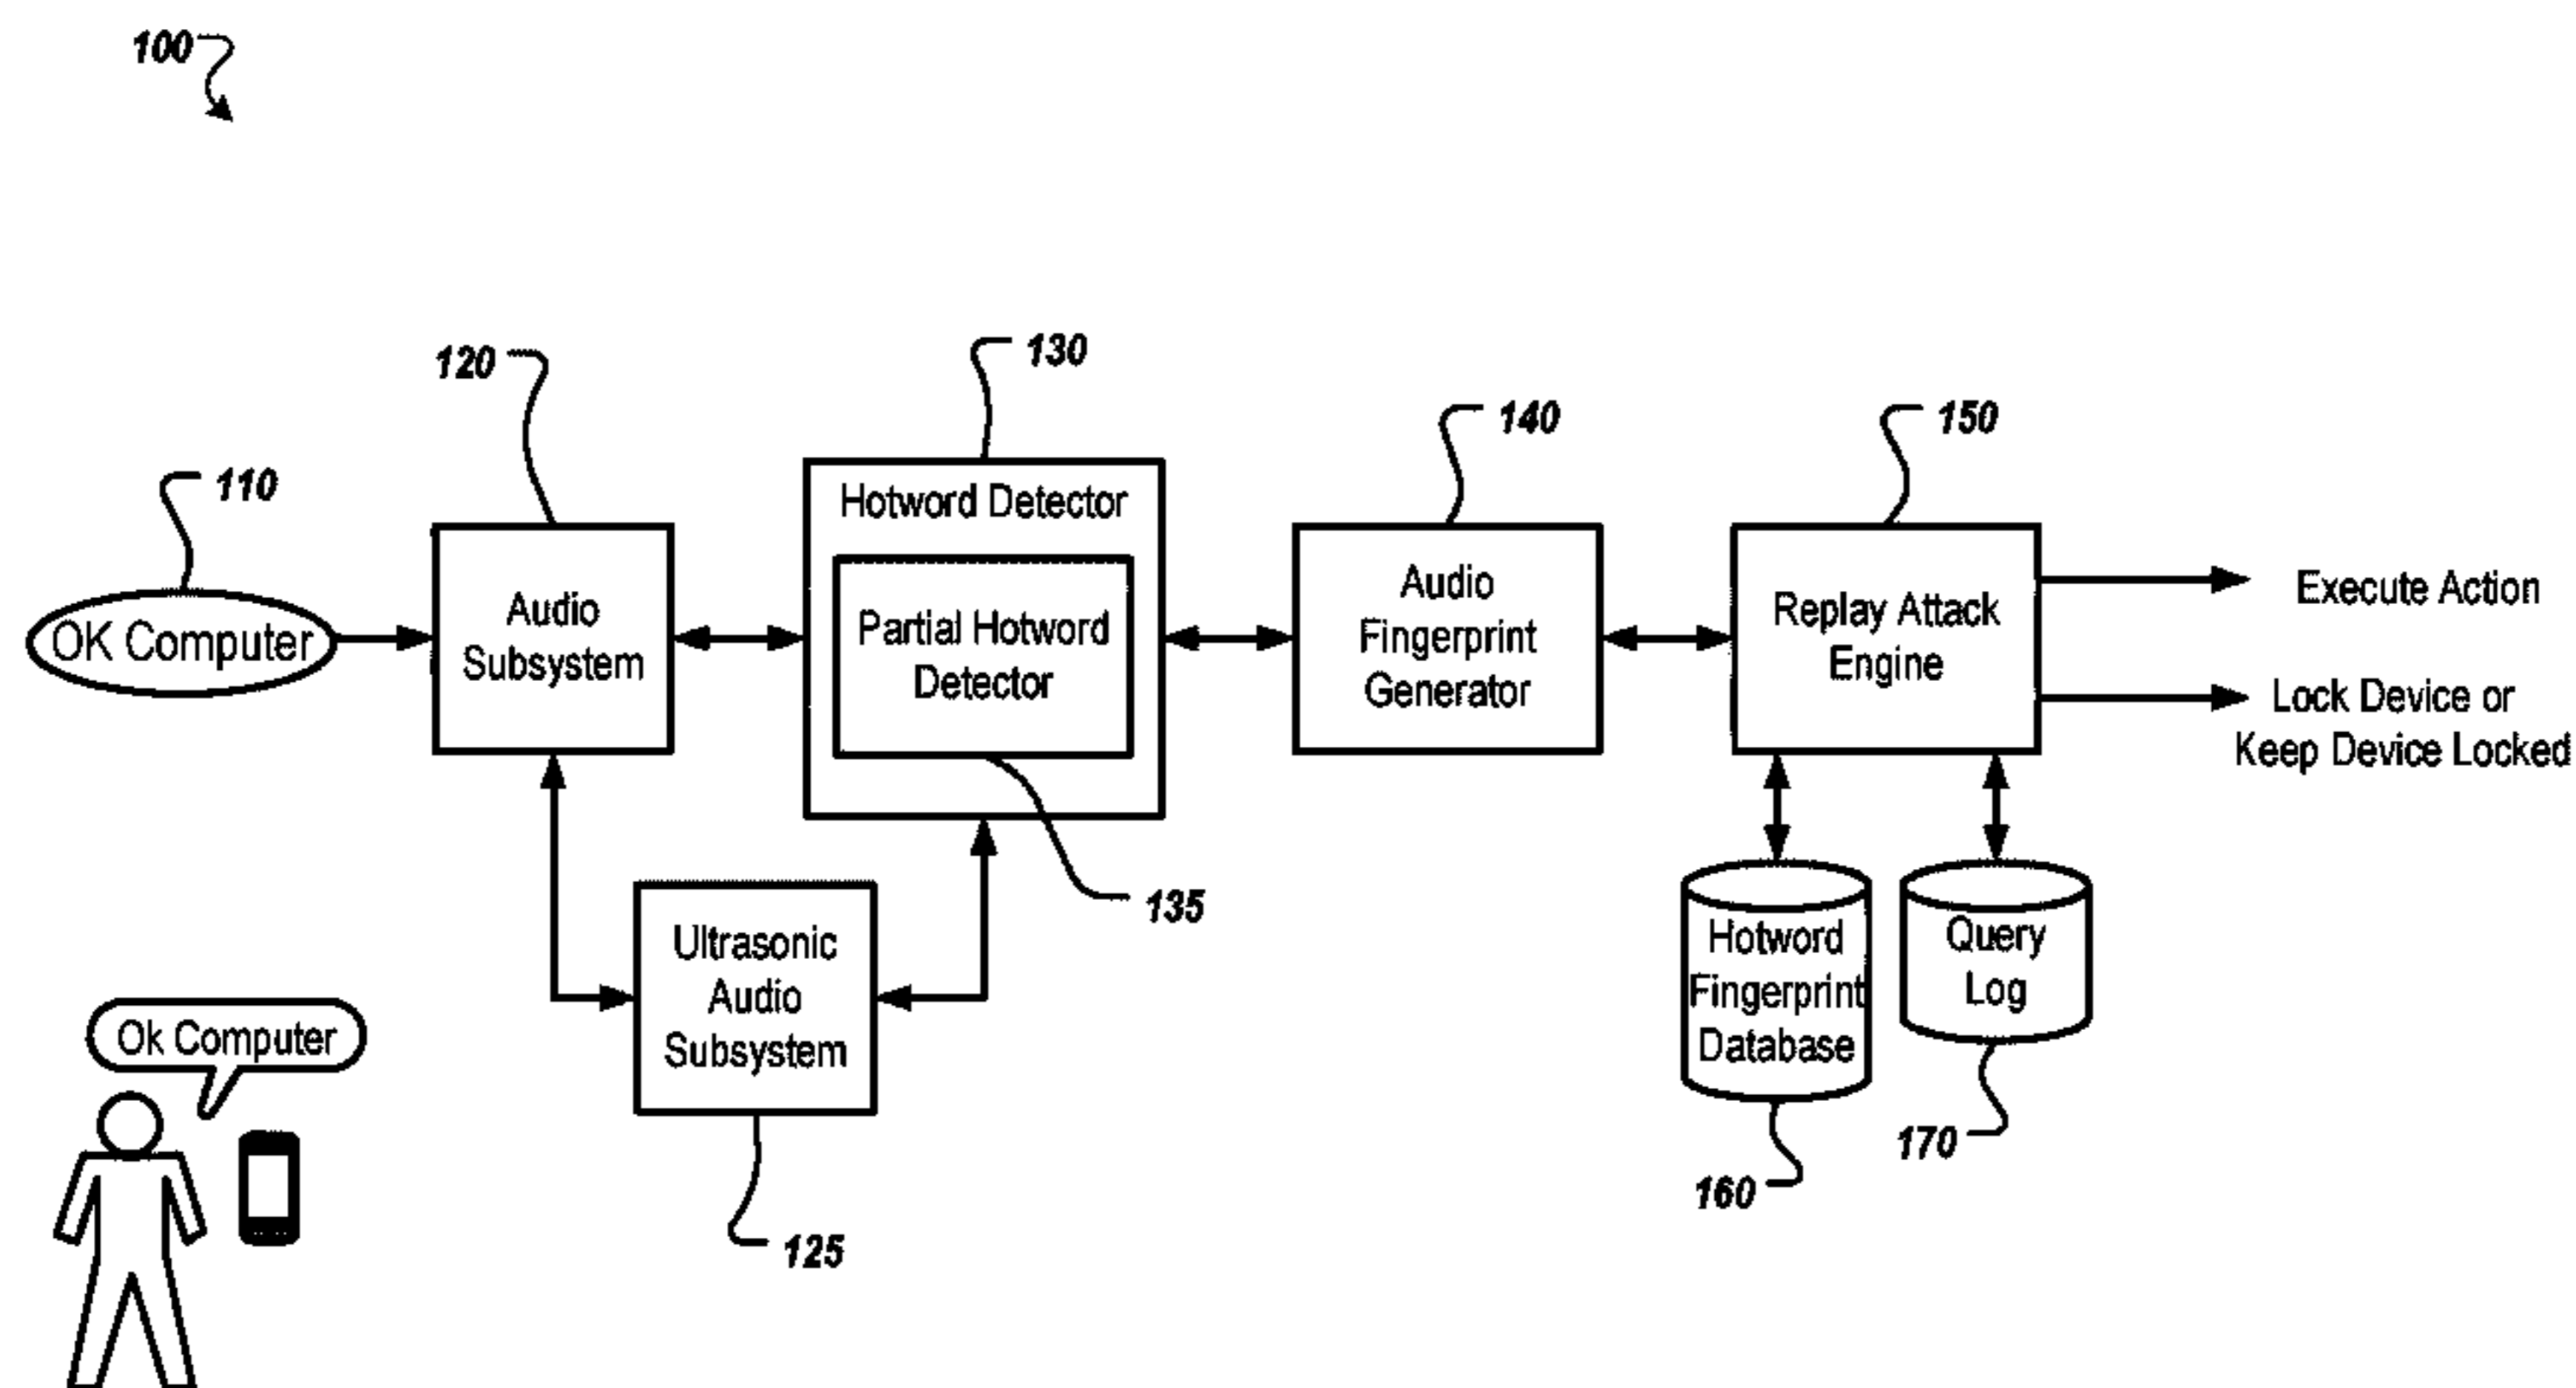 100
120
130
140
150
110
Hotword Detector
OK Computer
Audio
Subsystem
Partial Hotword
Detector
Audio
Fingerprint
Generator
Replay Attack
Engine
Execute Action
Lock Device or
Keep Device Locked
135
Ultrasonic
Audio
Subsystem
125
Hotword
Fingerprint
Database
160
Query
Log
170
Ok Computer